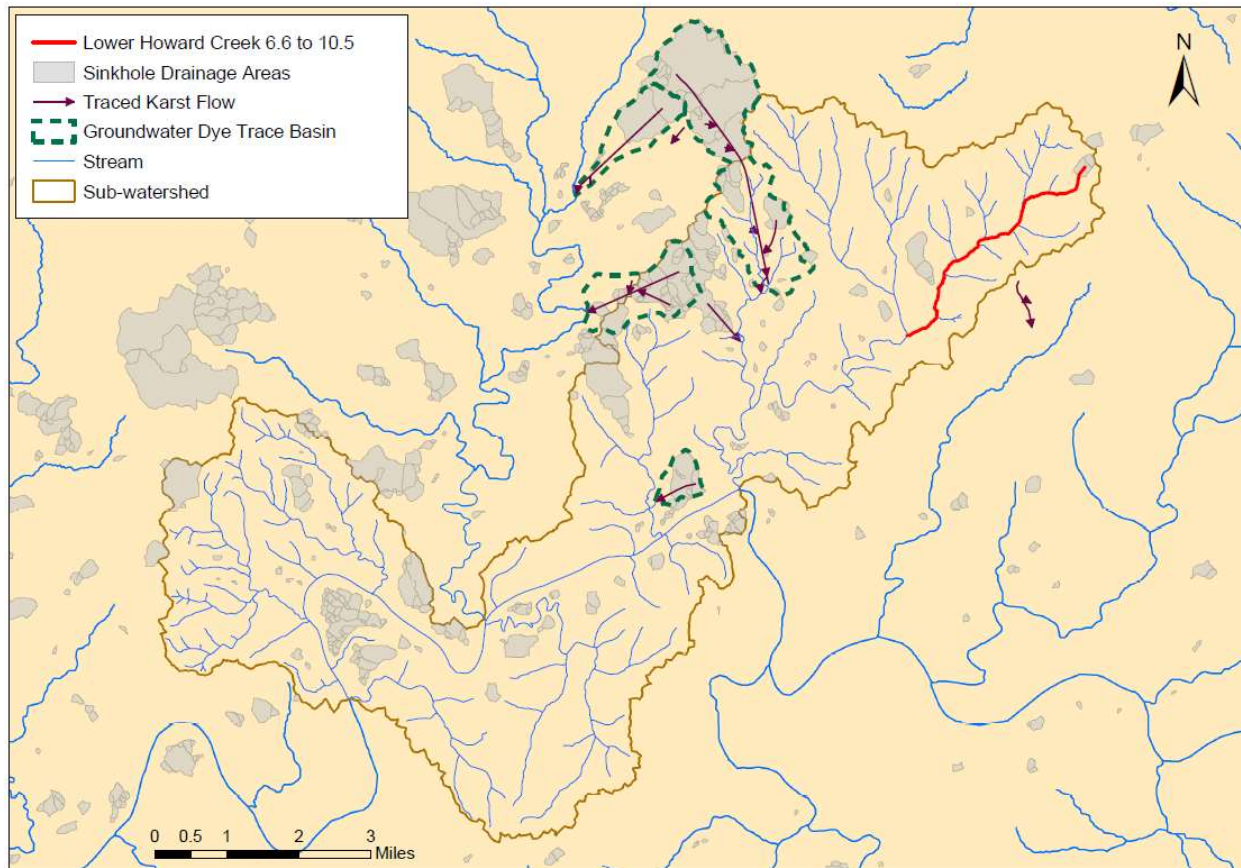 Lower Howard Creek 6.6 to 10.5
Sinkhole Drainage Areas
Traced Karst Flow
Groundwater Dye Trace Basin
Stream
Sub-watershed
N
0 0.5 1 2 3
Miles